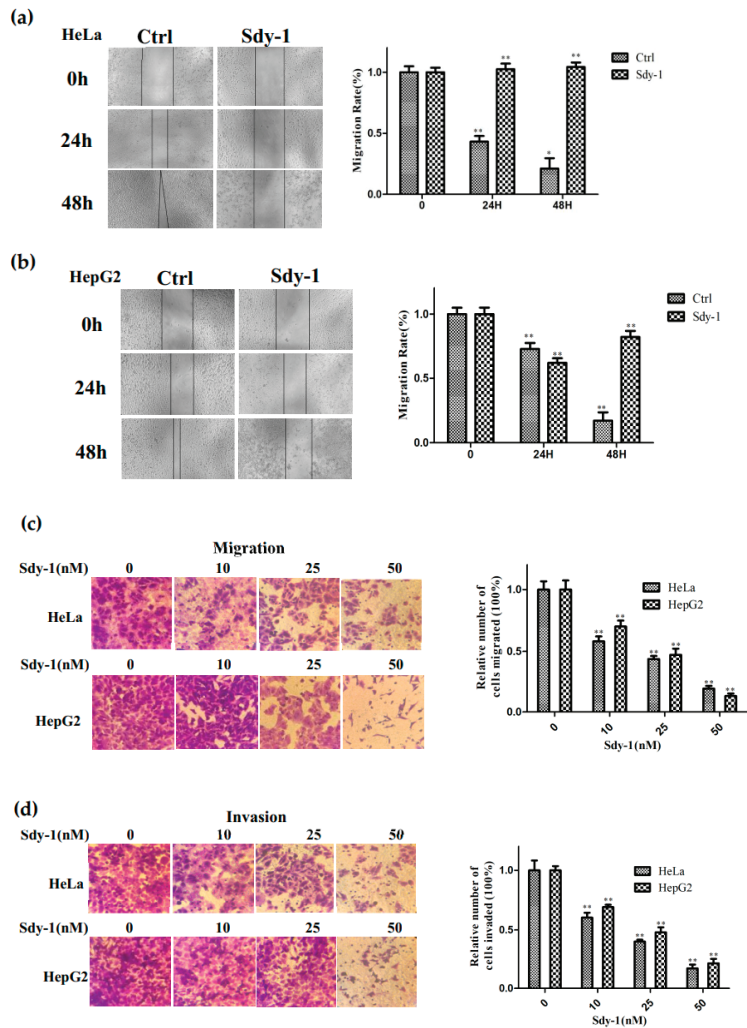 (a)
HeLa Ctrl Sdy-1
0h
24h
48h
Migration Rate(%)
1.0
0.5
0.0
** ** * **
0 24H 48H
Ctrl
Sdy-1
(b)
HepG2 Ctrl Sdy-1
0h
24h
48h
Migration Rate(%)
1.0
0.5
0.0
** ** ** **
0 24H 48H
Ctrl
Sdy-1
(c)
Migration
Sdy-1(nM) 0 10 25 50
HeLa
Sdy-1(nM) 0 10 25 50
HepG2
Relative number of
cells migrated (100%)
1.0
0.5
0.0
** ** ** ** ** **
0 10 25 50
Sdy-1(nM)
HeLa
HepG2
(d)
Invasion
Sdy-1(nM) 0 10 25 50
HeLa
Sdy-1(nM) 0 10 25 50
HepG2
Relative number of
cells invaded (100%)
1.0
0.5
0.0
** ** ** ** ** **
0 10 25 50
Sdy-1(nM)
HeLa
HepG2